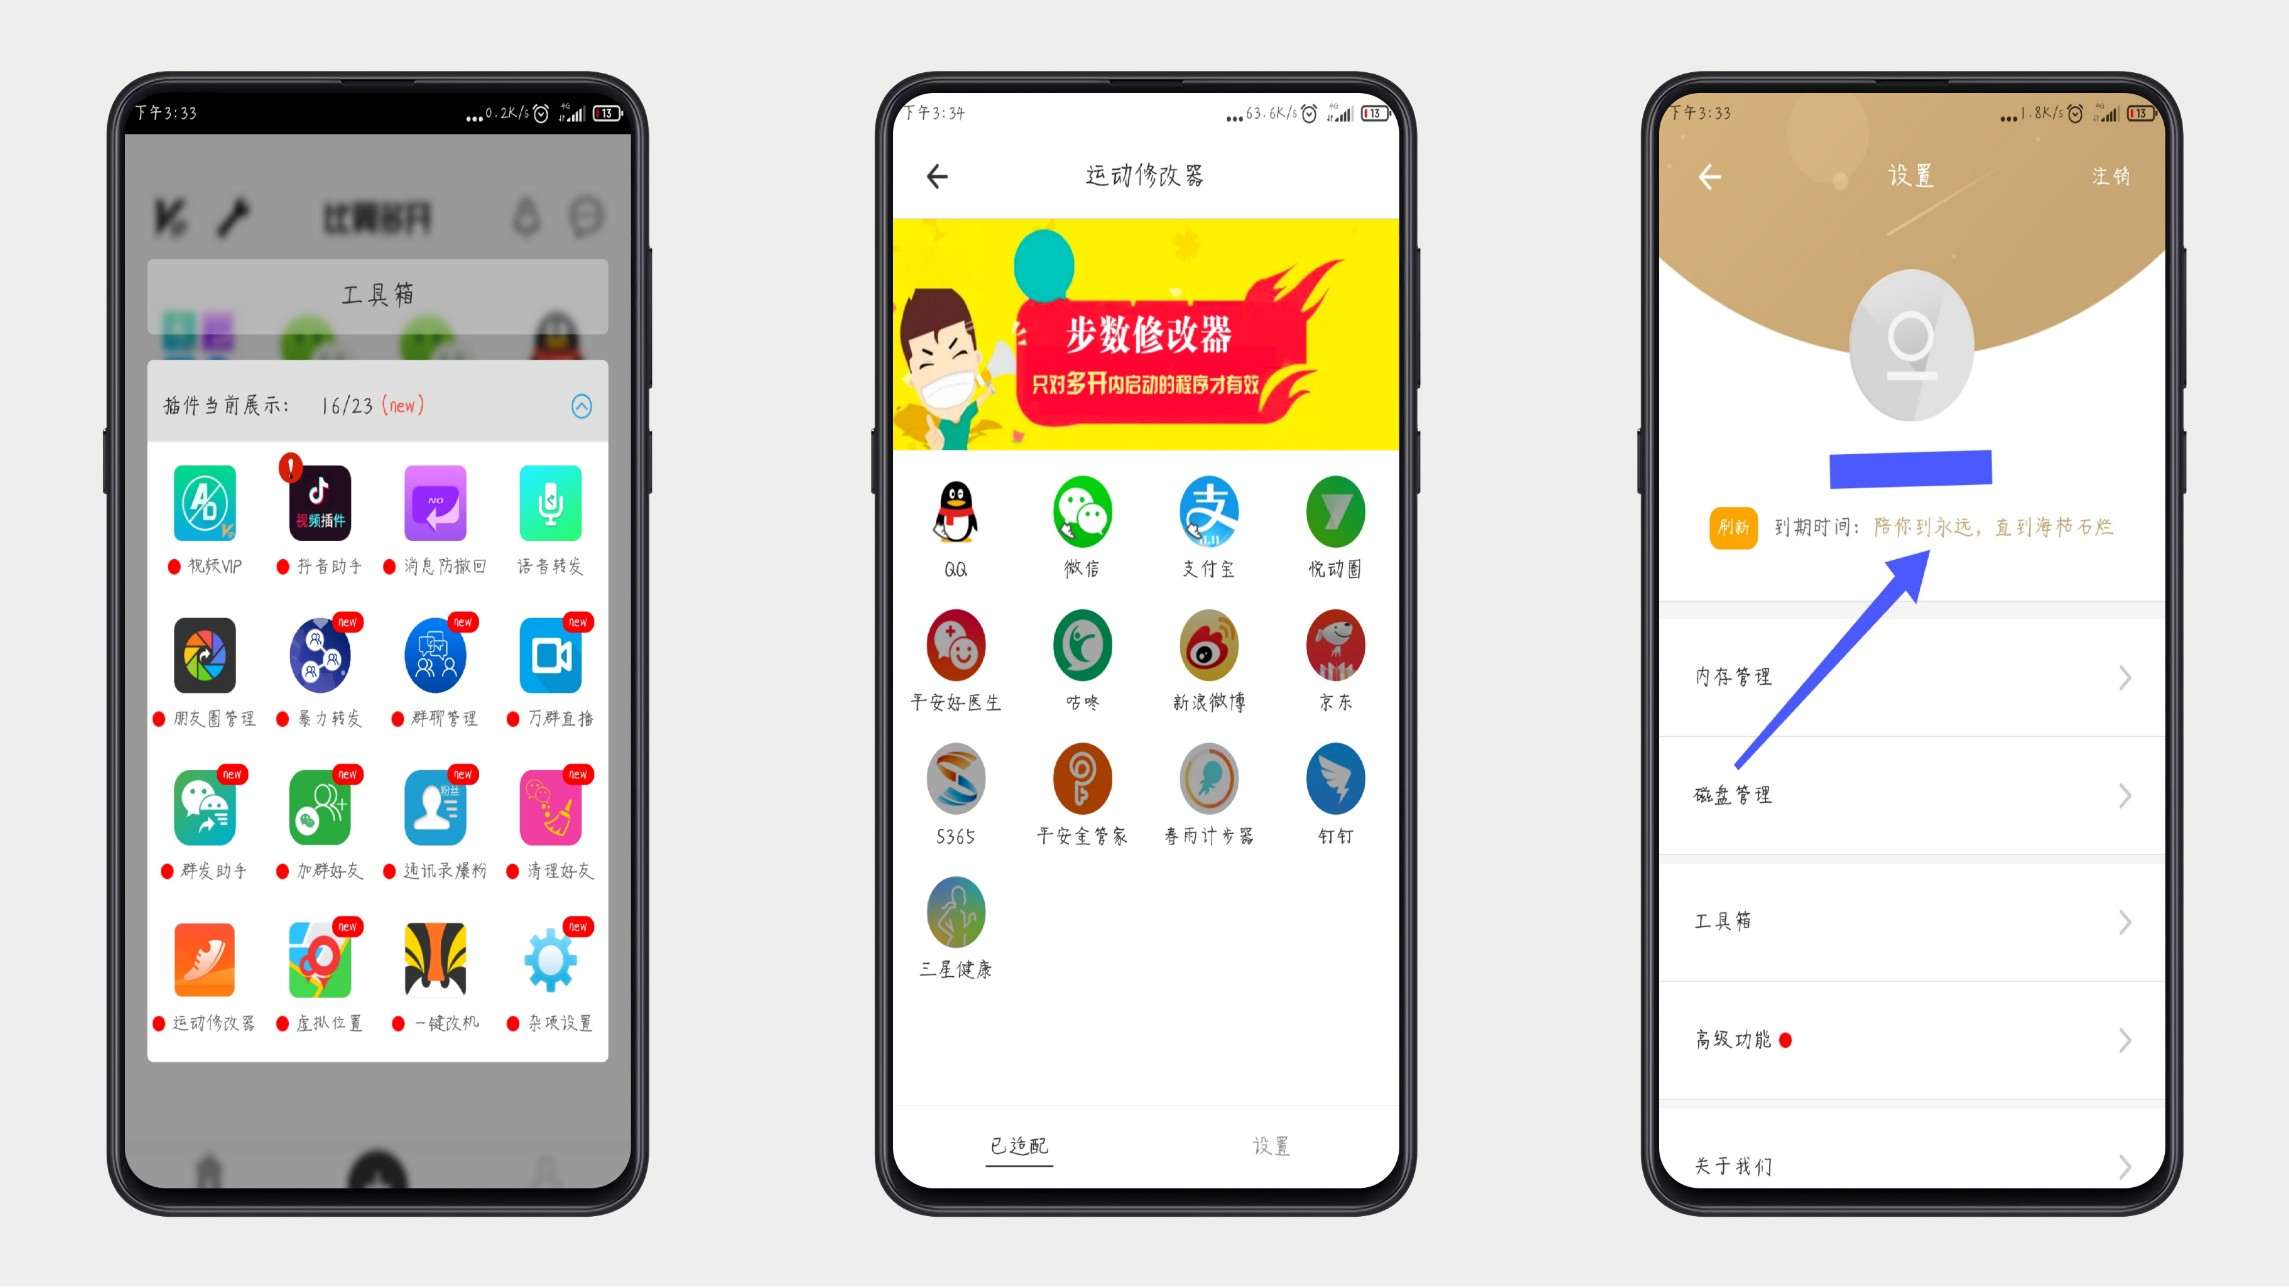 下午3:33
0.2K/s
4G
13
比翼多开
工具箱
插件当前展示： 16/23 (new)
视频插件
NO
视频VIP
抖音助手
消息防撤回
语音转发
new
new
new
朋友圈管理
暴力转发
群聊管理
万群直播
new
new
new
new
粉丝
群发助手
加群好友
通讯录爆粉
清理好友
new
new
运动修改器
虚拟位置
一键改机
杂项设置
下午3:34
63.6K/s
4G
13
运动修改器
步数修改器
只对多开内启动的程序才有效
支
11.11
QQ
微信
支付宝
悦动圈
平安好医生
咕咚
新浪微博
京东
S365
平安金管家
春雨计步器
钉钉
三星健康
已适配
设置
下午3:33
1.8K/s
4G
13
设置
注销
刷新
到期时间：陪你到永远，直到海枯石烂
内存管理
磁盘管理
工具箱
高级功能
关于我们